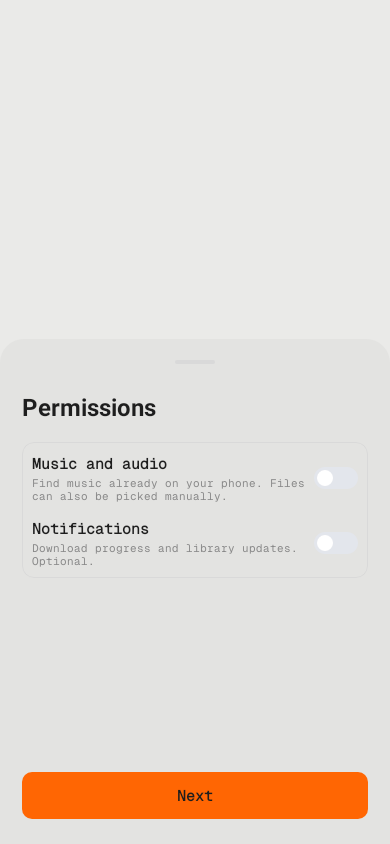 Permissions
Music and audio
Find music already on your phone. Files
can also be picked manually.
Notifications
Download progress and library updates.
Optional.
Next